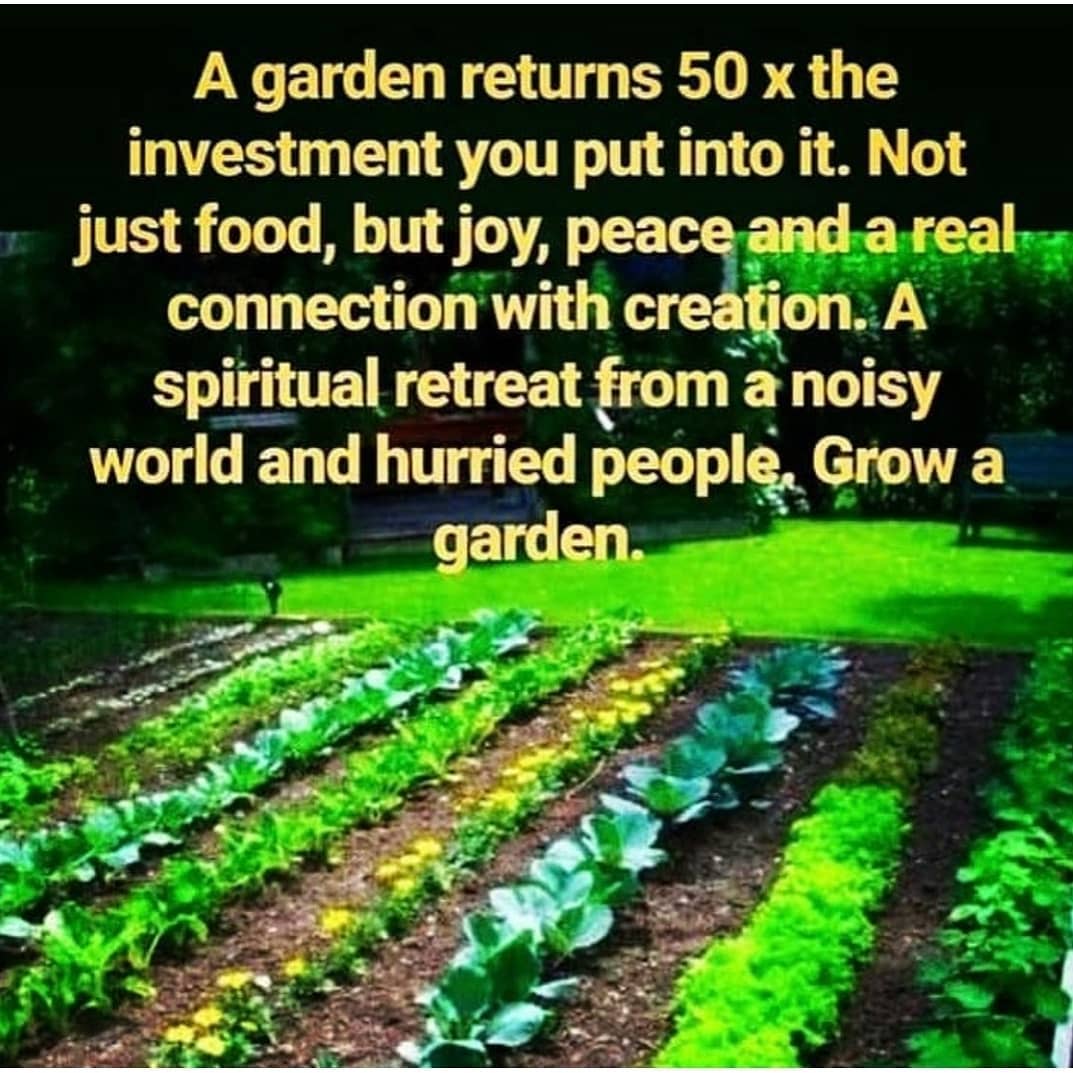 A garden returns 50 x the
investment you put into it. Not
just food, but joy, peace and a real
connection with creation. A
spiritual retreat from a noisy
world and hurried people. Grow a
garden.